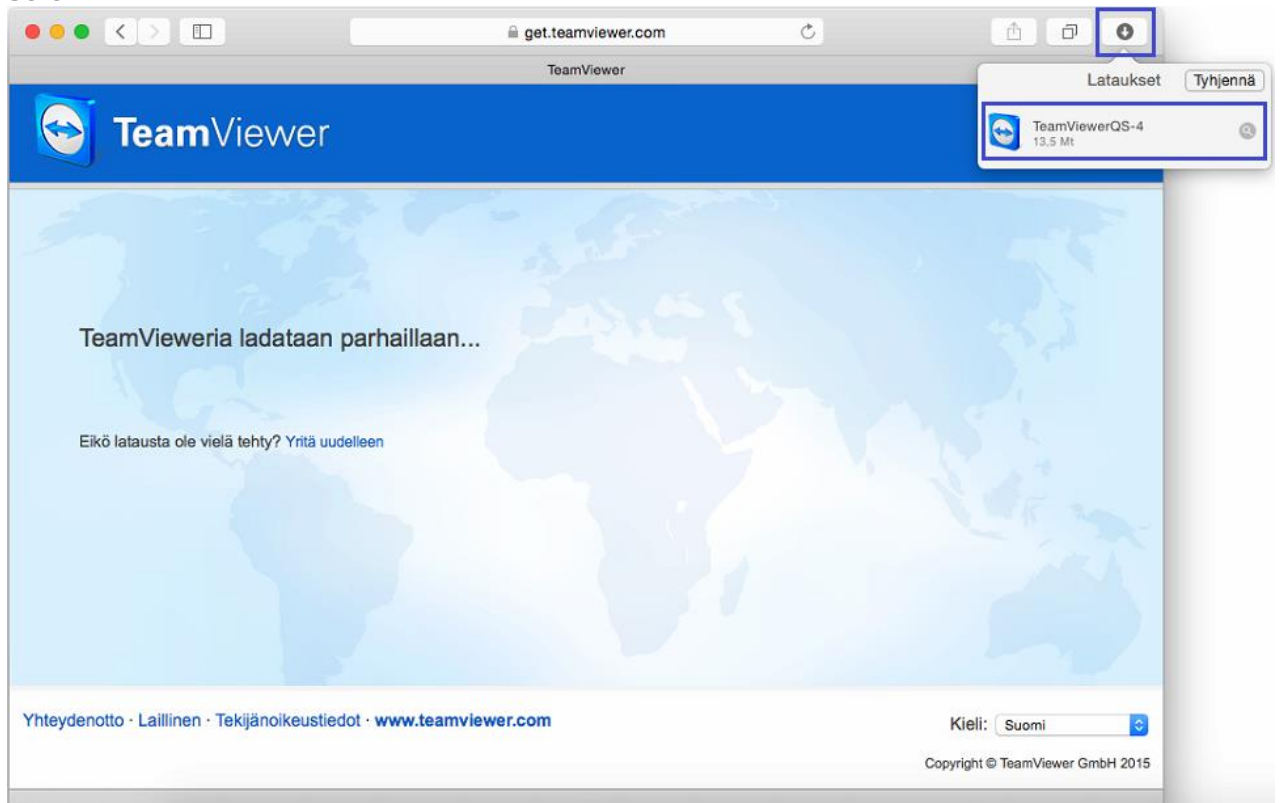 get.teamviewer.com
TeamViewer
Lataukset Tyhjennä
TeamViewerQS-4
13,5 Mt
TeamViewer
TeamVieweria ladataan parhaillaan...
Eikö latausta ole vielä tehty? Yritä uudelleen
Yhteydenotto · Laillinen · Tekijänoikeustiedot · www.teamviewer.com
Kieli: Suomi
Copyright © TeamViewer GmbH 2015